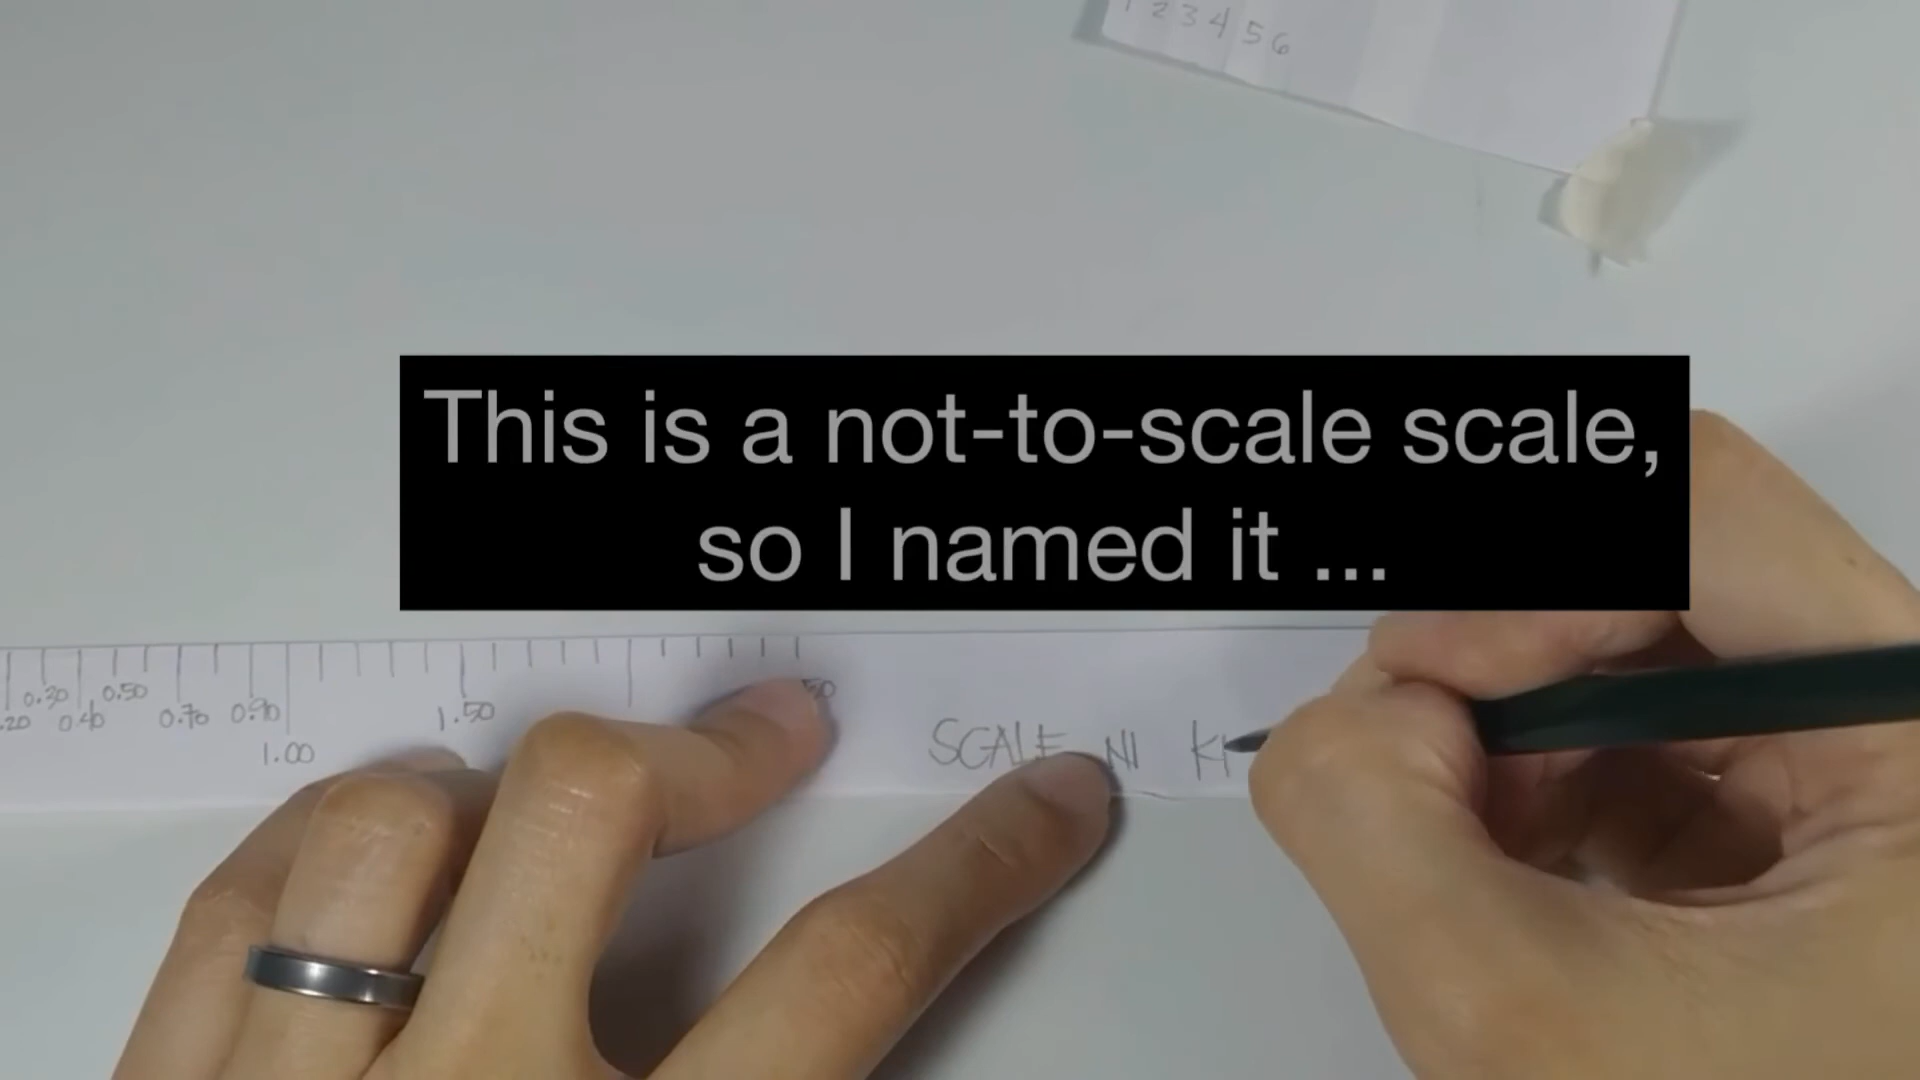 1 2 3 4 5 6
This is a not-to-scale scale,
so I named it ...
0.30 0.50
.20 0.40 0.70 0.90 1.50 50
1.00
SCALE NI KI